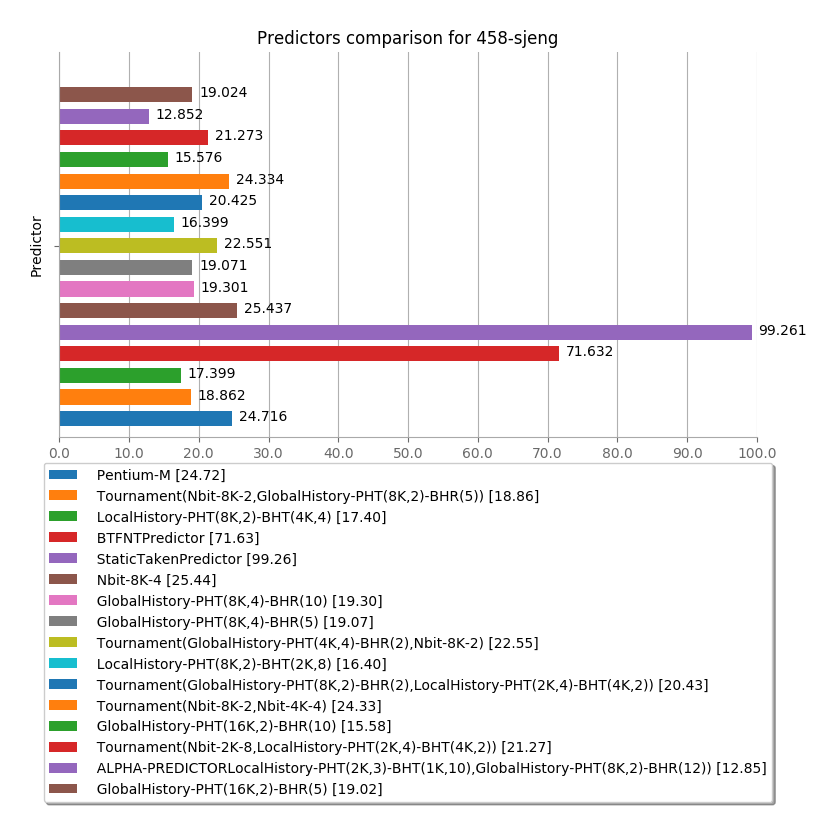 Predictors comparison for 458-sjeng
19.024
12.852
21.273
15.576
24.334
20.425
16.399
22.551
19.071
19.301
25.437
99.261
71.632
17.399
18.862
24.716
Predictor
0.0 10.0 20.0 30.0 40.0 50.0 60.0 70.0 80.0 90.0 100.0
Pentium-M [24.72]
Tournament(Nbit-8K-2,GlobalHistory-PHT(8K,2)-BHR(5)) [18.86]
LocalHistory-PHT(8K,2)-BHT(4K,4) [17.40]
BTFNTPredictor [71.63]
StaticTakenPredictor [99.26]
Nbit-8K-4 [25.44]
GlobalHistory-PHT(8K,4)-BHR(10) [19.30]
GlobalHistory-PHT(8K,4)-BHR(5) [19.07]
Tournament(GlobalHistory-PHT(4K,4)-BHR(2),Nbit-8K-2) [22.55]
LocalHistory-PHT(8K,2)-BHT(2K,8) [16.40]
Tournament(GlobalHistory-PHT(8K,2)-BHR(2),LocalHistory-PHT(2K,4)-BHT(4K,2)) [20.43]
Tournament(Nbit-8K-2,Nbit-4K-4) [24.33]
GlobalHistory-PHT(16K,2)-BHR(10) [15.58]
Tournament(Nbit-2K-8,LocalHistory-PHT(2K,4)-BHT(4K,2)) [21.27]
ALPHA-PREDICTORLocalHistory-PHT(2K,3)-BHT(1K,10),GlobalHistory-PHT(8K,2)-BHR(12)) [12.85]
GlobalHistory-PHT(16K,2)-BHR(5) [19.02]